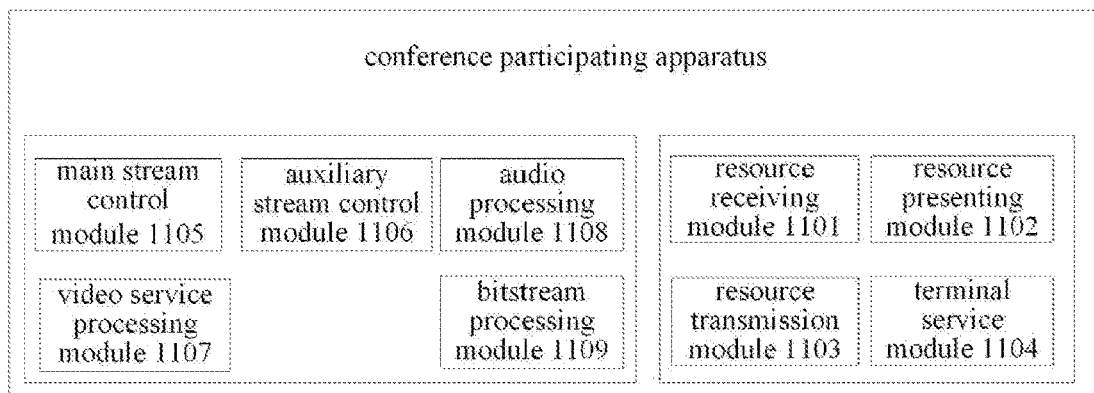 conference participating apparatus
main stream
control
module 1105
auxiliary
stream control
module 1106
audio
processing
module 1108
resource
receiving
module 1101
resource
presenting
module 1102
video service
processing
module 1107
bitstream
processing
module 1109
resource
transmission
module 1103
terminal
service
module 1104